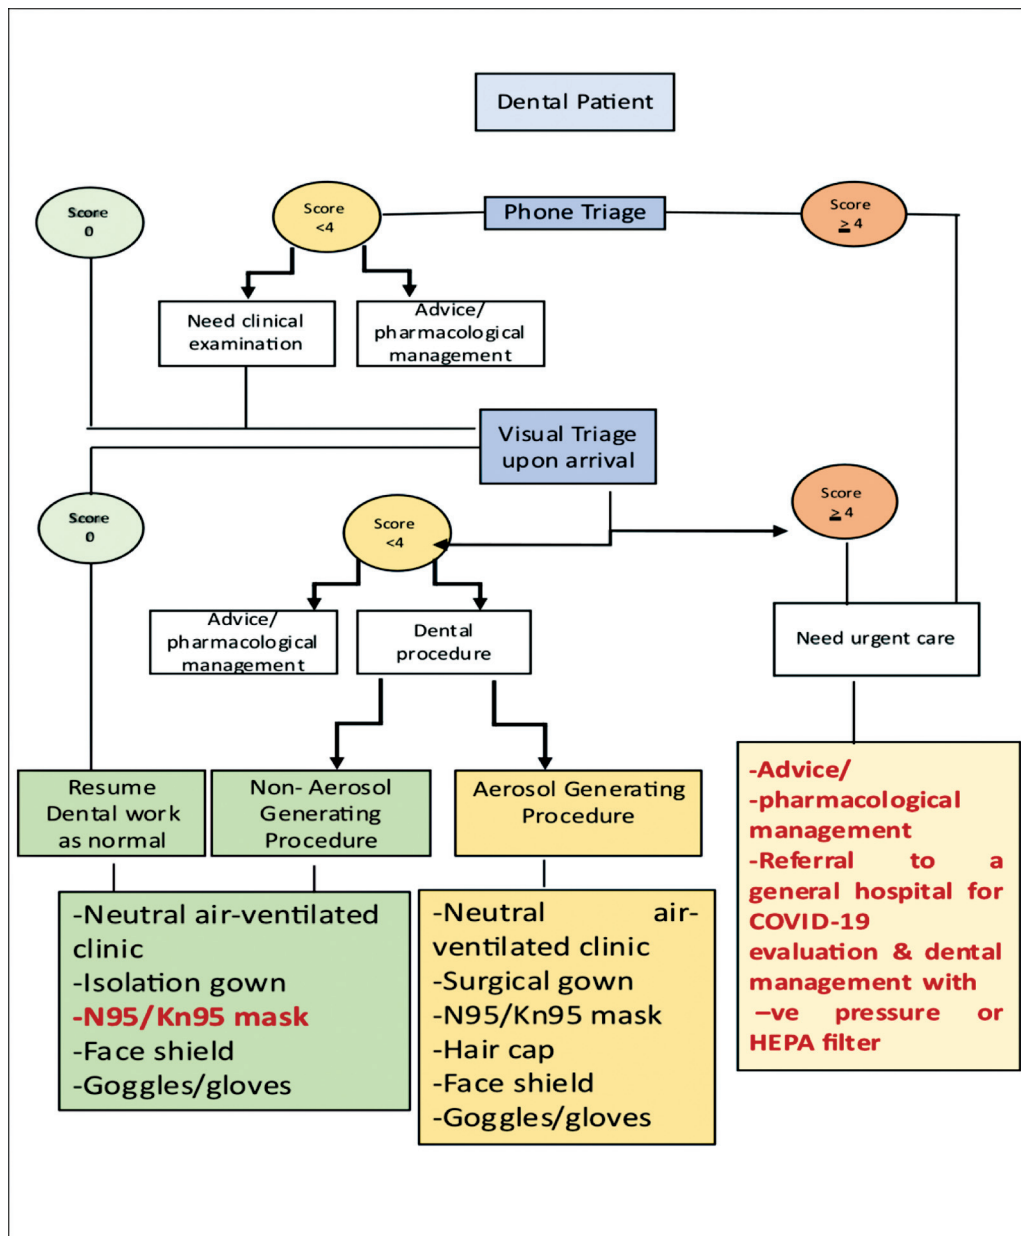 Dental Patient
Score
0
Score
<4
Phone Triage
Score
≥ 4
Need clinical
examination
Advice/
pharmacological
management
Visual Triage
upon arrival
Score
0
Score
<4
Score
≥ 4
Advice/
pharmacological
management
Dental
procedure
Need urgent care
Resume
Dental work
as normal
Non- Aerosol
Generating
Procedure
Aerosol Generating
Procedure
-Advice/
-pharmacological
management
-Referral to a
general hospital for
COVID-19
evaluation & dental
management with
–ve pressure or
HEPA filter
-Neutral air-ventilated
clinic
-Isolation gown
-N95/Kn95 mask
-Face shield
-Goggles/gloves
-Neutral air-
ventilated clinic
-Surgical gown
-N95/Kn95 mask
-Hair cap
-Face shield
-Goggles/gloves